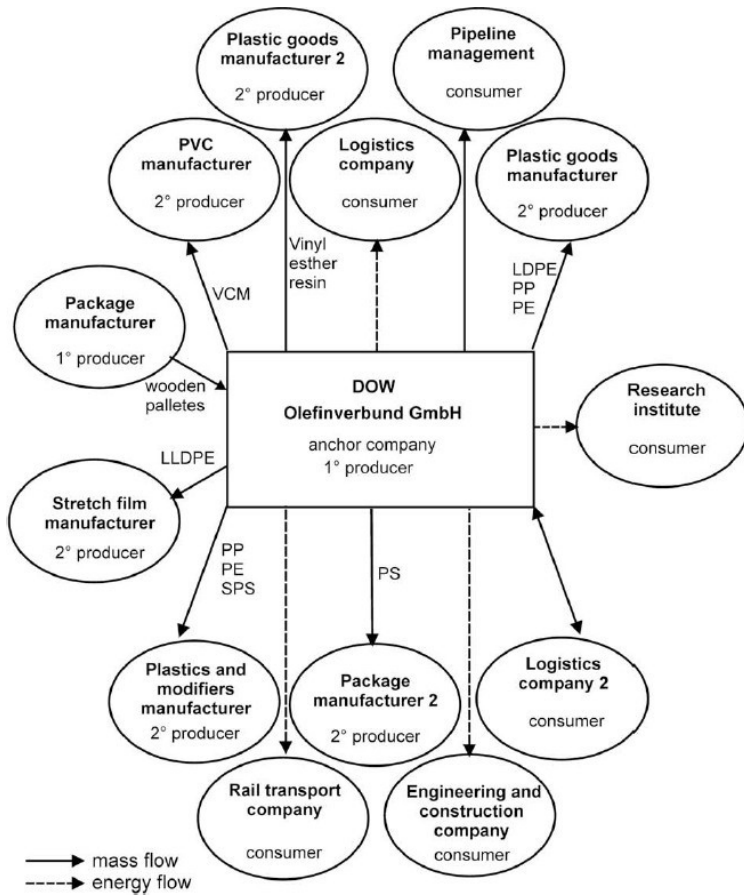 Plastic goods
manufacturer 2
2° producer
Pipeline
management
consumer
PVC
manufacturer
2° producer
Logistics
company
consumer
Plastic goods
manufacturer
2° producer
Vinyl
esther
resin
LDPE
PP
PE
VCM
Package
manufacturer
1° producer
wooden
palletes
DOW
Olefinverbund GmbH
anchor company
1° producer
Research
institute
consumer
LLDPE
Stretch film
manufacturer
2° producer
PP
PE
SPS
PS
Plastics and
modifiers
manufacturer
2° producer
Package
manufacturer 2
2° producer
Logistics
company 2
consumer
Rail transport
company
consumer
Engineering and
construction
company
consumer
mass flow
energy flow